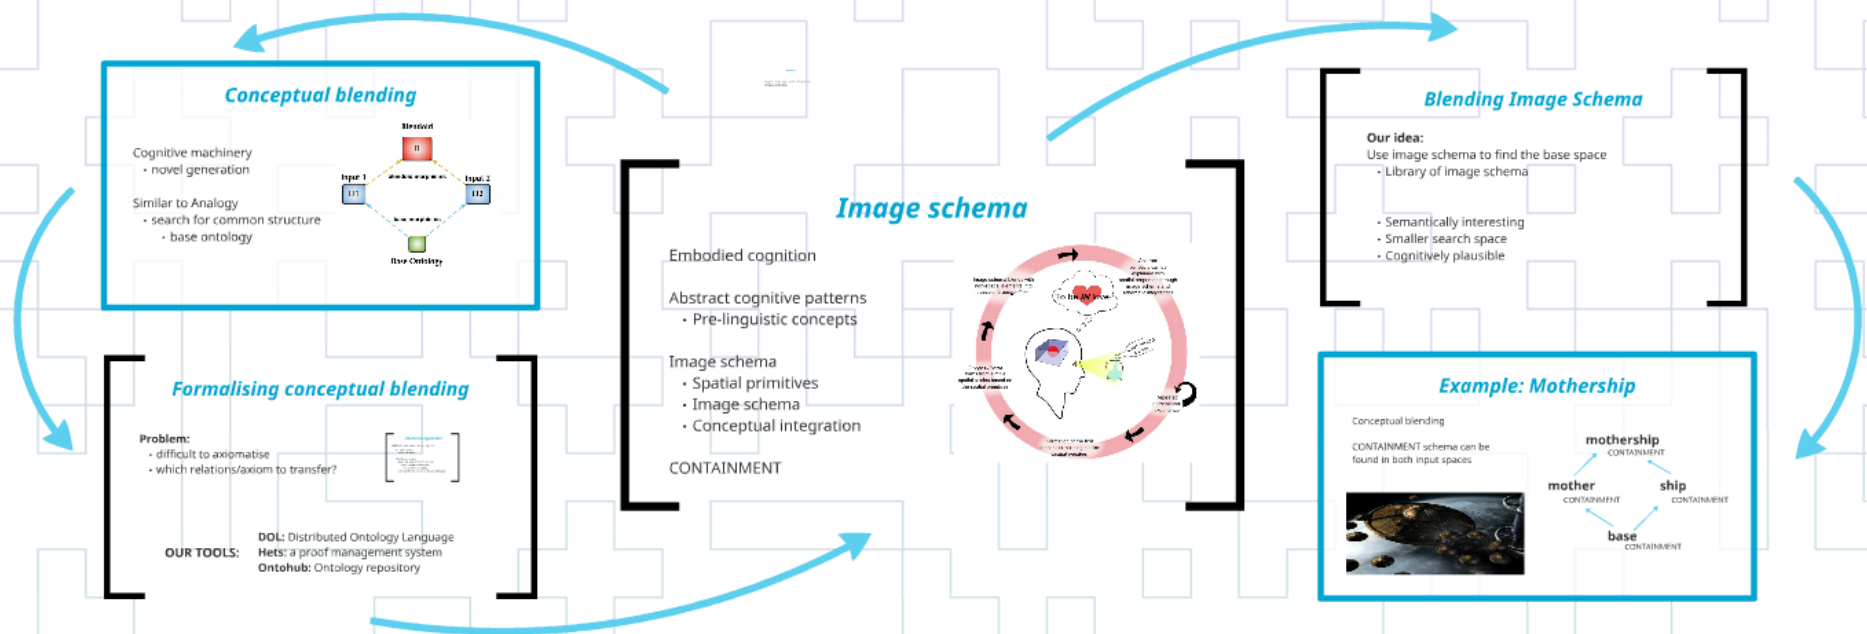 Conceptual blending
Cognitive machinery
• novel generation
Similar to Analogy
• search for common structure
• base ontology
Blendoid
Input 1
Input 2
Base Ontology
Formalising conceptual blending
Problem:
• difficult to axiomatise
• which relations/axiom to transfer?
OUR TOOLS:
DOL: Distributed Ontology Language
Hets: a proof management system
Ontohub: Ontology repository
Image schema
Embodied cognition
Abstract cognitive patterns
• Pre-linguistic concepts
Image schema
• Spatial primitives
• Image schema
• Conceptual integration
CONTAINMENT
To be IN love
Blending Image Schema
Our idea:
Use image schema to find the base space
• Library of image schema
• Semantically interesting
• Smaller search space
• Cognitively plausible
Example: Mothership
Conceptual blending
CONTAINMENT schema can be
found in both input spaces
mothership
CONTAINMENT
mother
CONTAINMENT
ship
CONTAINMENT
base
CONTAINMENT